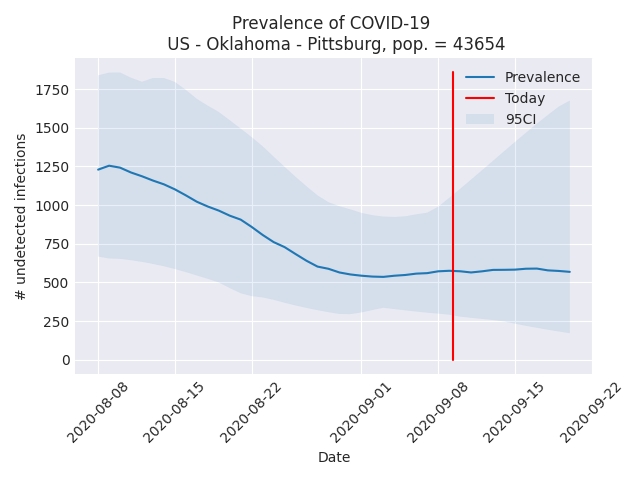 Prevalence of COVID-19
US - Oklahoma - Pittsburg, pop. = 43654
Prevalence
Today
95CI
1750
1500
1250
1000
750
500
250
0
# undetected infections
2020-08-08
2020-08-15
2020-08-22
2020-09-01
2020-09-08
2020-09-15
2020-09-22
Date